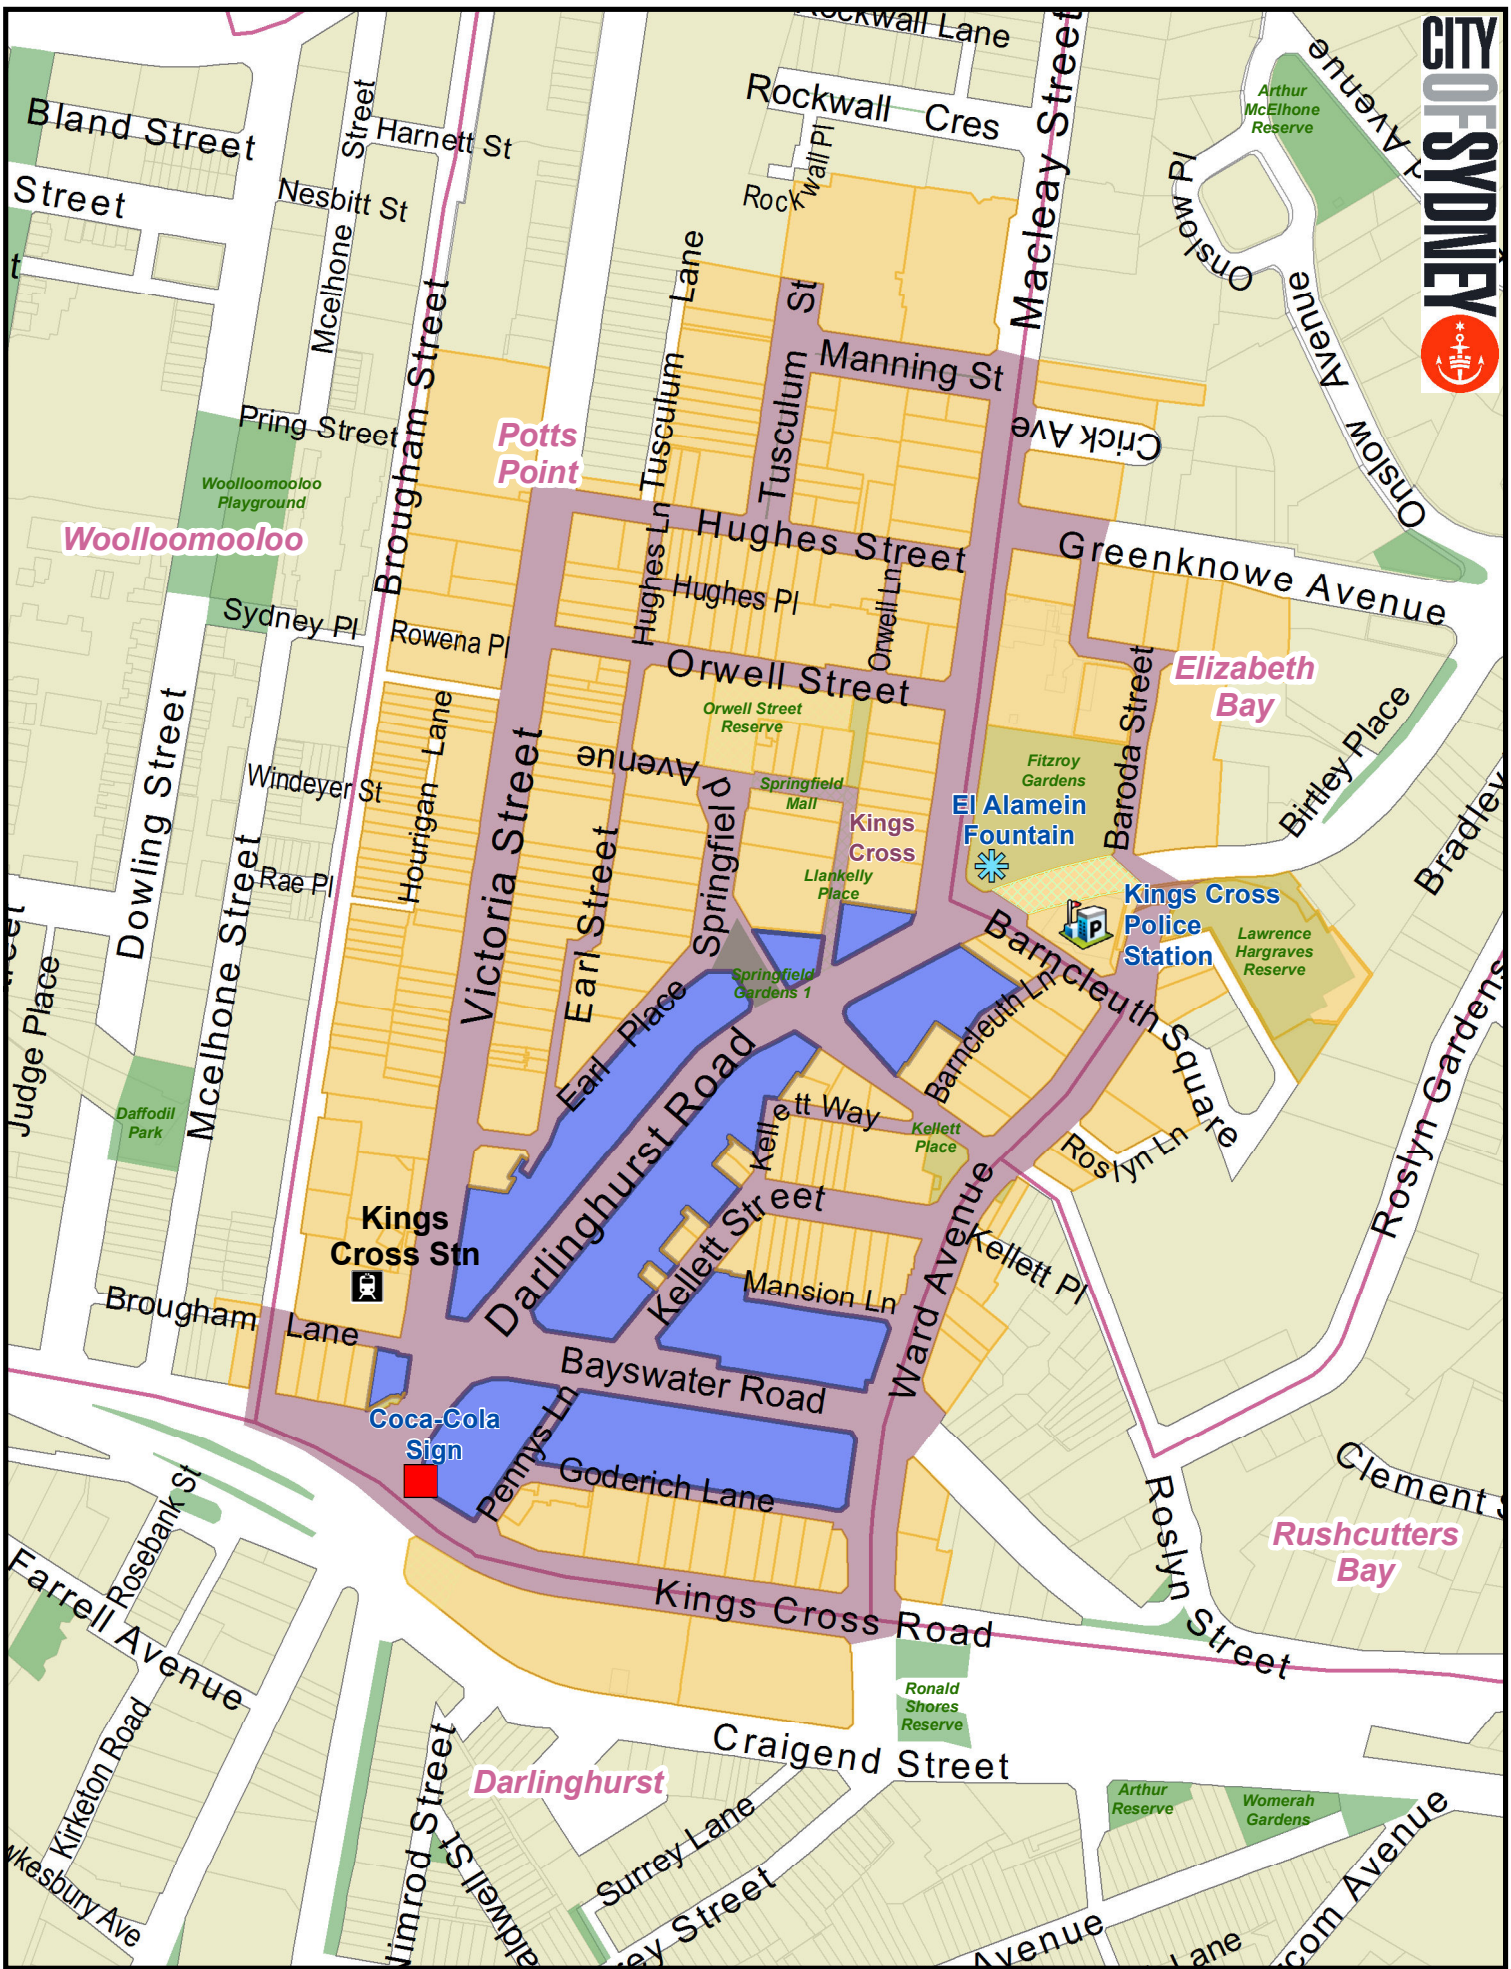 Rockwall Lane
CITY
OF
SYDNEY
Macleay Street
Rockwall Cres
Arthur
McElhone
Reserve
Avenue
Bland Street
Street
Harnett St
Rockwall Pl
Onslow Pl
Street
Nesbitt St
Mcelhone
Lane
St
Onslow Avenue
Manning St
Brougham Street
Tusculum
Tusculum
Pring Street
Potts
Point
Crick Ave
Woolloomooloo
Playground
Woolloomooloo
Hughes Street
Greenknowe Avenue
Hughes Ln
Hughes Pl
Orwell Ln
Sydney Pl
Rowena Pl
Orwell Street
Elizabeth
Bay
Baroda Street
Orwell Street
Reserve
Birtley Place
Dowling Street
Hourigan Lane
Victoria Street
Springfield Avenue
Windeyer St
Springfield
Mall
Fitzroy
Gardens
El Alamein
Fountain
Kings
Cross
Bradley
Rae Pl
Earl Street
Llankelly
Place
Kings Cross
Police
Station
Lawrence
Hargraves
Reserve
Mcelhone Street
Barncleuth Square
Springfield
Gardens 1
Barncleuth Ln
Earl Place
Judge Place
Darlinghurst Road
Roslyn Gardens
Daffodil
Park
Kellett Way
Kellett
Place
Roslyn Ln
Kings
Cross Stn
Kellett Street
Ward Avenue
Kellett Pl
Mansion Ln
Brougham Lane
Bayswater Road
Coca-Cola
Sign
Pennys Ln
Goderich Lane
Clement
Rosebank St
Roslyn Street
Rushcutters
Bay
Farrell Avenue
Kings Cross Road
Ronald
Shores
Reserve
Kirketon Road
Craigend Street
Nimrod Street
Darlinghurst
Arthur
Reserve
Womerah
Gardens
Surrey Lane
Avenue
Lane